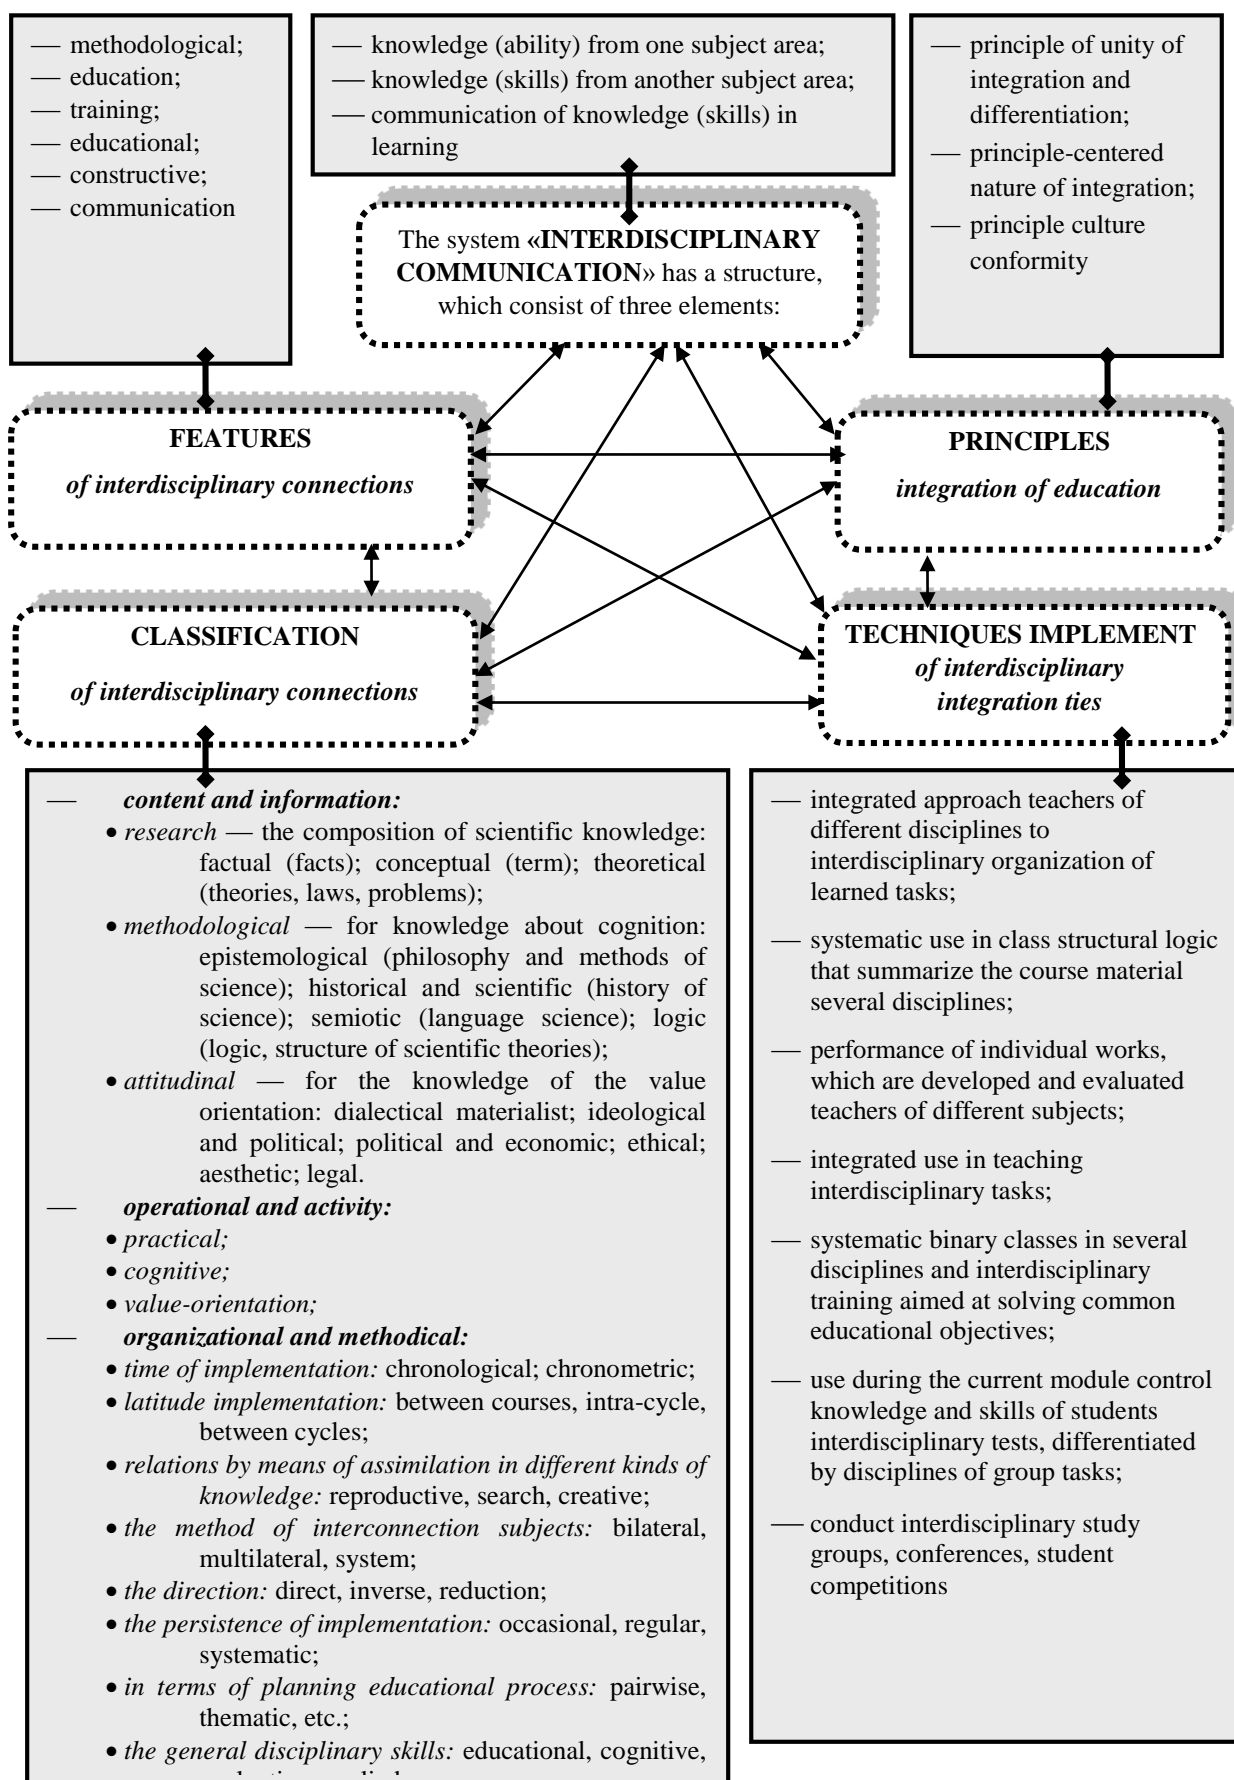 — methodological;
— education;
— training;
— educational;
— constructive;
— communication
— knowledge (ability) from one subject area;
— knowledge (skills) from another subject area;
— communication of knowledge (skills) in
learning
— principle of unity of
integration and
differentiation;
— principle-centered
nature of integration;
— principle culture
conformity
The system «INTERDISCIPLINARY
COMMUNICATION» has a structure,
which consist of three elements:
FEATURES
of interdisciplinary connections
PRINCIPLES
integration of education
CLASSIFICATION
of interdisciplinary connections
TECHNIQUES IMPLEMENT
of interdisciplinary
integration ties
— content and information:
• research — the composition of scientific knowledge:
factual (facts); conceptual (term); theoretical
(theories, laws, problems);
• methodological — for knowledge about cognition:
epistemological (philosophy and methods of
science); historical and scientific (history of
science); semiotic (language science); logic
(logic, structure of scientific theories);
• attitudinal — for the knowledge of the value
orientation: dialectical materialist; ideological
and political; political and economic; ethical;
aesthetic; legal.
— operational and activity:
• practical;
• cognitive;
• value-orientation;
— organizational and methodical:
• time of implementation: chronological; chronometric;
• latitude implementation: between courses, intra-cycle,
between cycles;
• relations by means of assimilation in different kinds of
knowledge: reproductive, search, creative;
• the method of interconnection subjects: bilateral,
multilateral, system;
• the direction: direct, inverse, reduction;
• the persistence of implementation: occasional, regular,
systematic;
• in terms of planning educational process: pairwise,
thematic, etc.;
• the general disciplinary skills: educational, cognitive,
— integrated approach teachers of
different disciplines to
interdisciplinary organization of
learned tasks;
— systematic use in class structural logic
that summarize the course material
several disciplines;
— performance of individual works,
which are developed and evaluated
teachers of different subjects;
— integrated use in teaching
interdisciplinary tasks;
— systematic binary classes in several
disciplines and interdisciplinary
training aimed at solving common
educational objectives;
— use during the current module control
knowledge and skills of students
interdisciplinary tests, differentiated
by disciplines of group tasks;
— conduct interdisciplinary study
groups, conferences, student
competitions